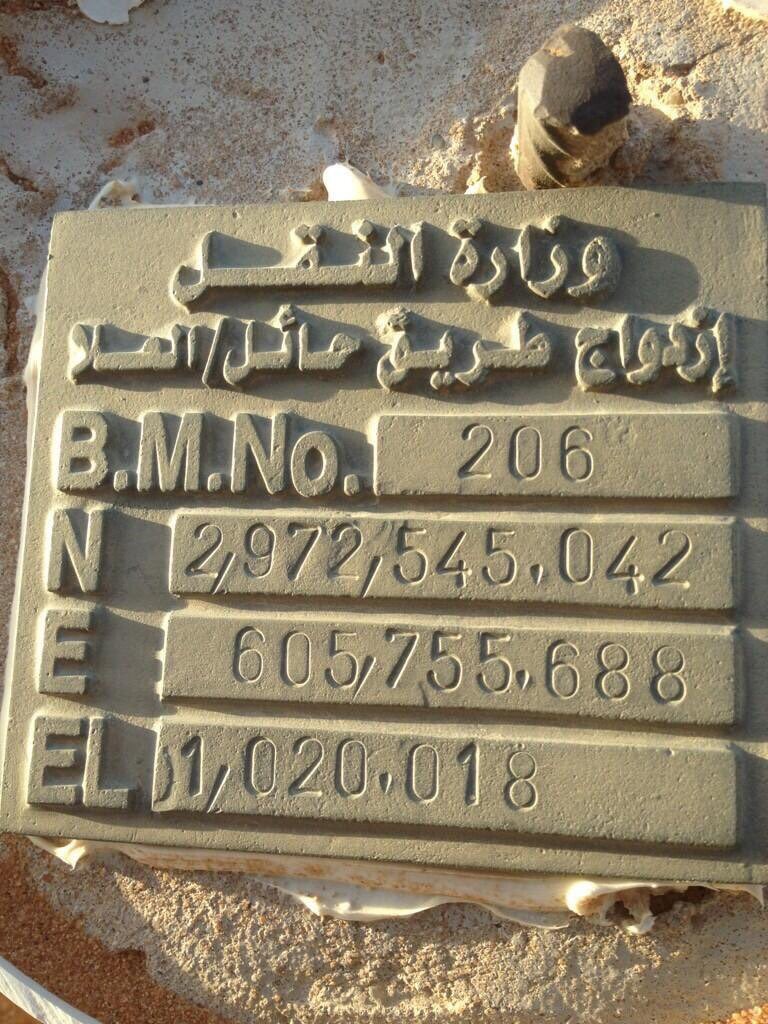 وزارة النقل
إزدواج طريق حائل/العلا
B.M.No. 206
N 2,972,545.042
E 605,755.688
EL 1,020.018